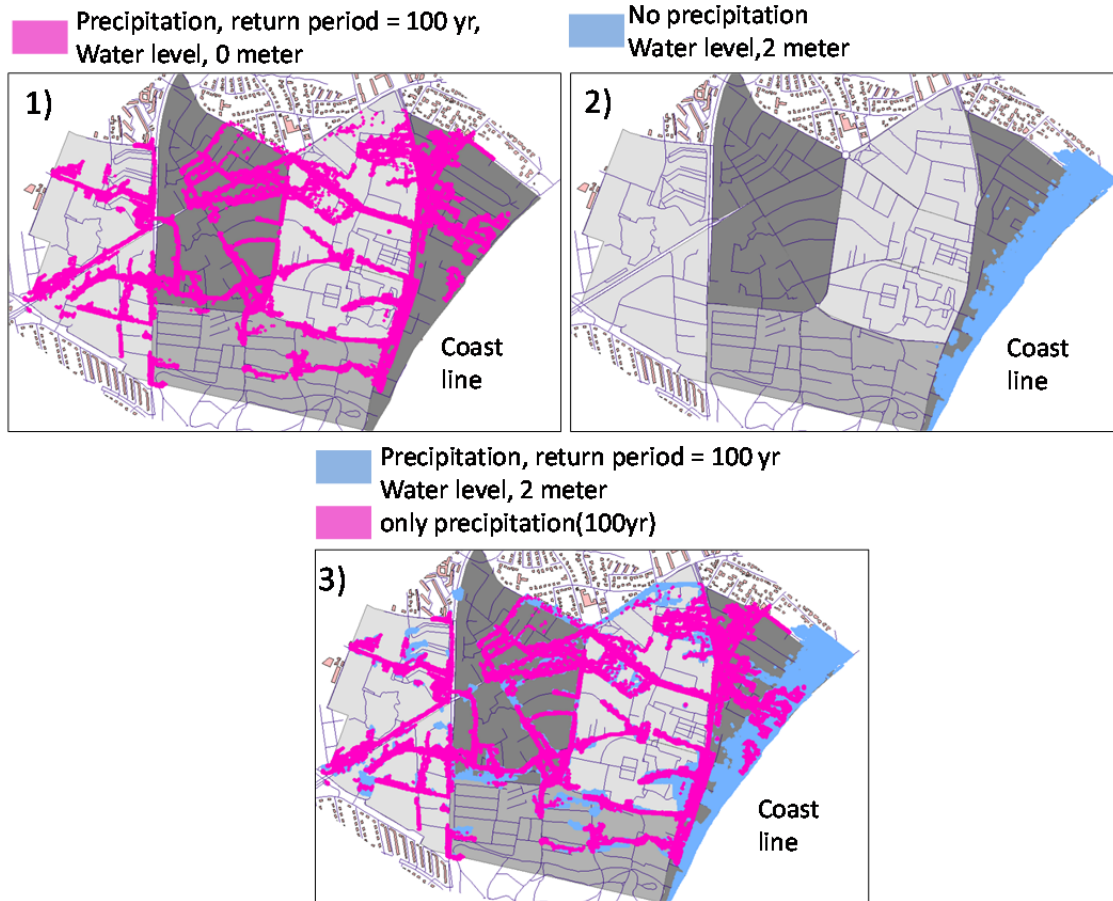 Precipitation, return period = 100 yr,
Water level, 0 meter
No precipitation
Water level,2 meter
1)
Coast
line
2)
Coast
line
Precipitation, return period = 100 yr
Water level, 2 meter
only precipitation(100yr)
3)
Coast
line